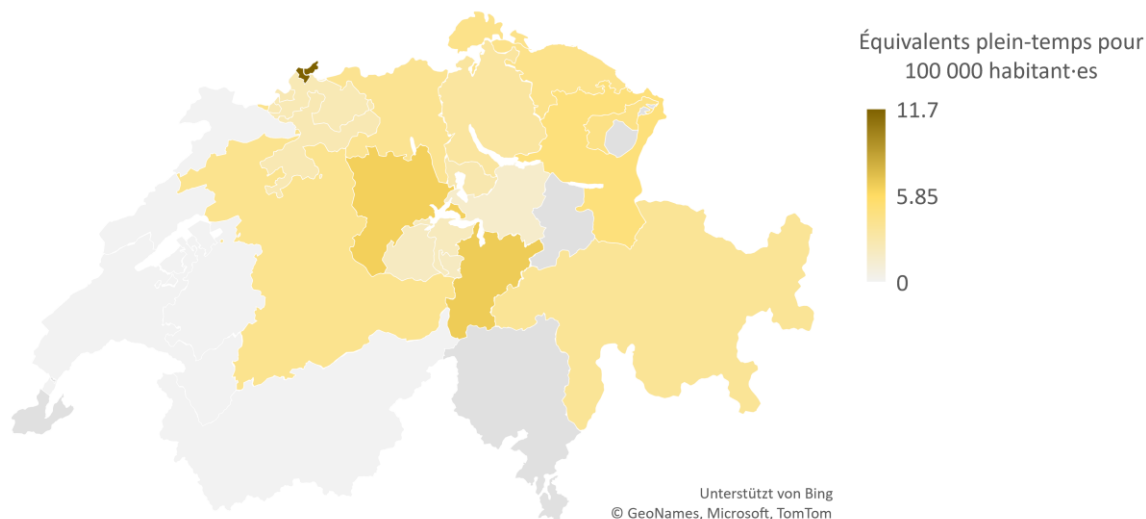 Équivalents plein-temps pour
100 000 habitant·es
11.7
5.85
0
Unterstützt von Bing
© GeoNames, Microsoft, TomTom